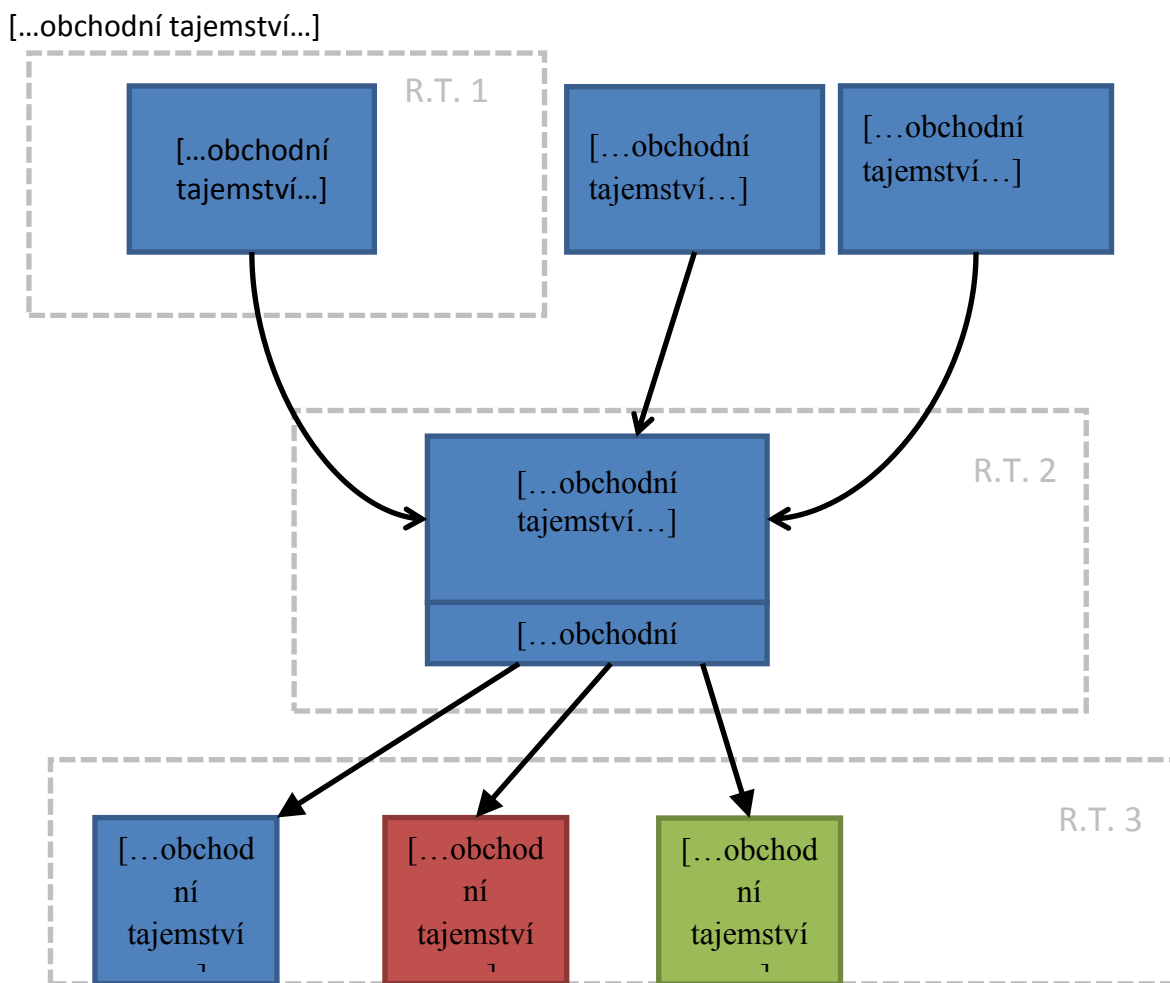 […obchodní tajemství…]
R.T. 1
[…obchodní
tajemství…]
[…obchodní
tajemství…]
[…obchodní
tajemství…]
R.T. 2
[…obchodní
tajemství…]
[…obchodní
R.T. 3
[…obchod
ní
tajemství
[…obchod
ní
tajemství
[…obchod
ní
tajemství